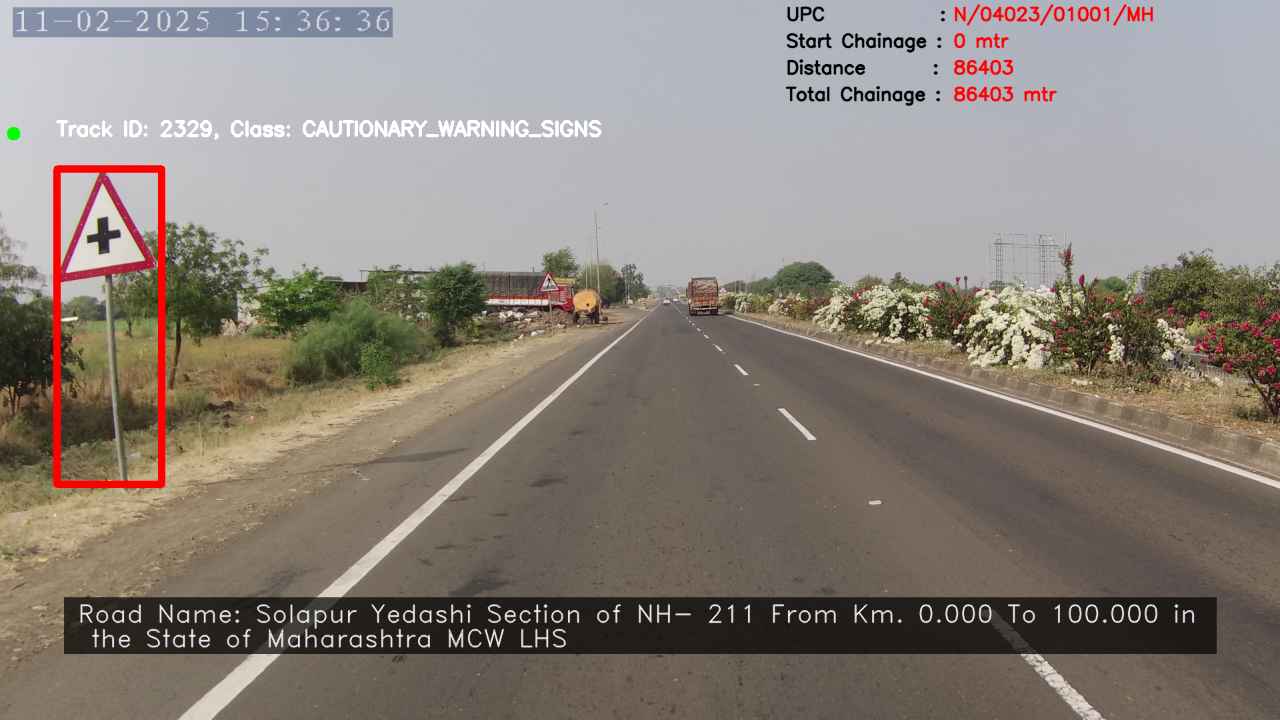 11-02-2025 15:36:36
UPC : N/04023/01001/MH
Start Chainage : 0 mtr
Distance : 86403
Total Chainage : 86403 mtr
Track ID: 2329, Class: CAUTIONARY_WARNING_SIGNS
Road Name: Solapur Yedashi Section of NH- 211 From Km. 0.000 To 100.000 in
the State of Maharashtra MCW LHS